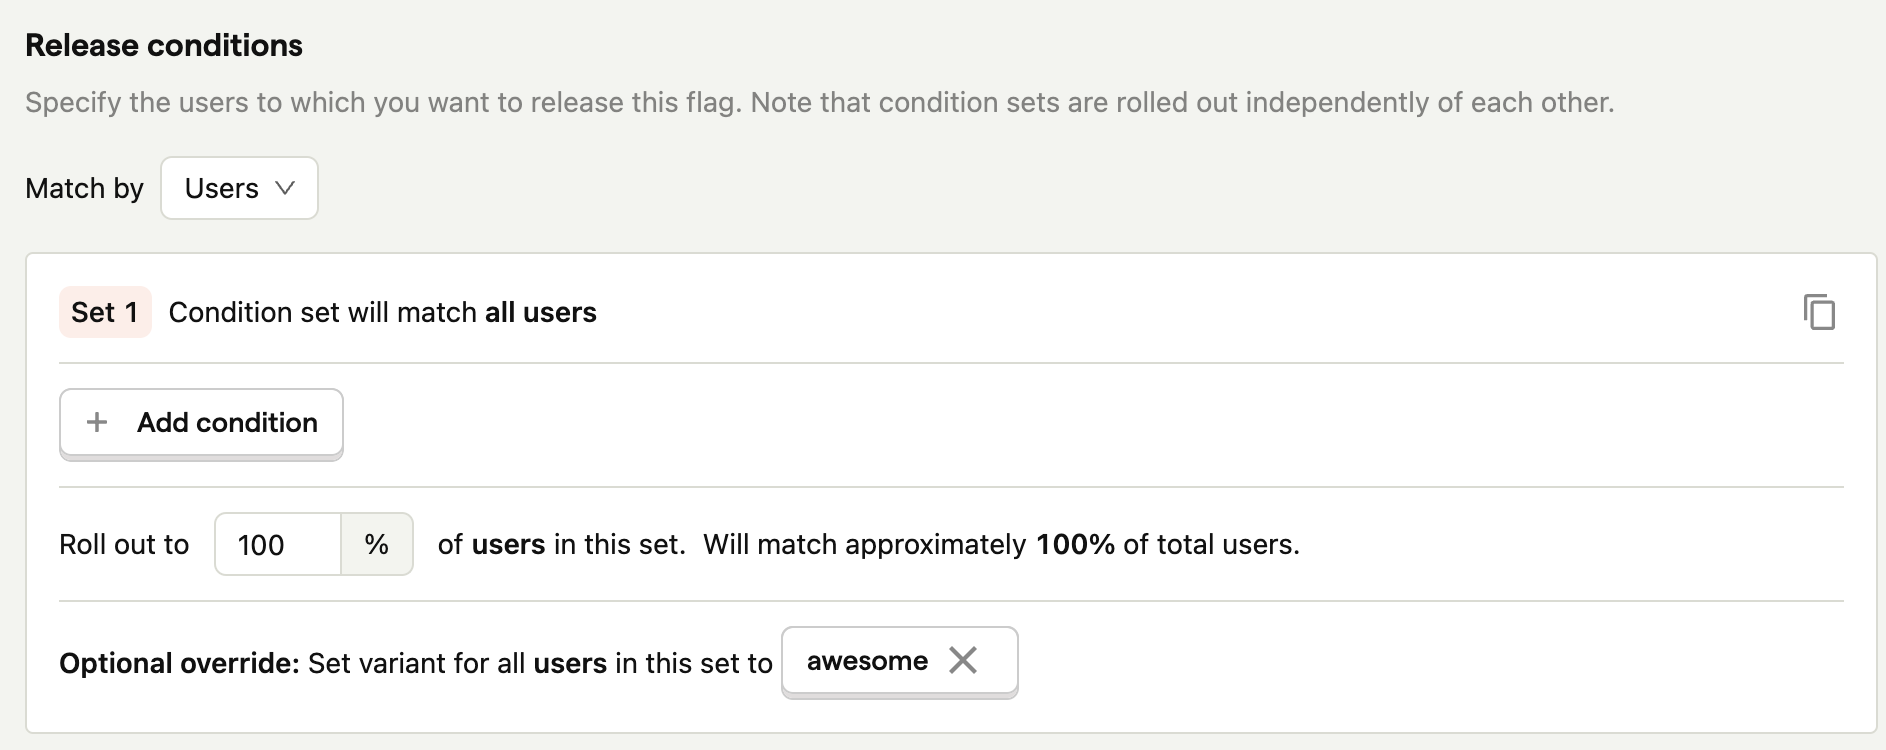 Release conditions
Specify the users to which you want to release this flag. Note that condition sets are rolled out independently of each other.
Match by Users
Set 1 Condition set will match all users
+ Add condition
Roll out to 100 % of users in this set. Will match approximately 100% of total users.
Optional override: Set variant for all users in this set to awesome